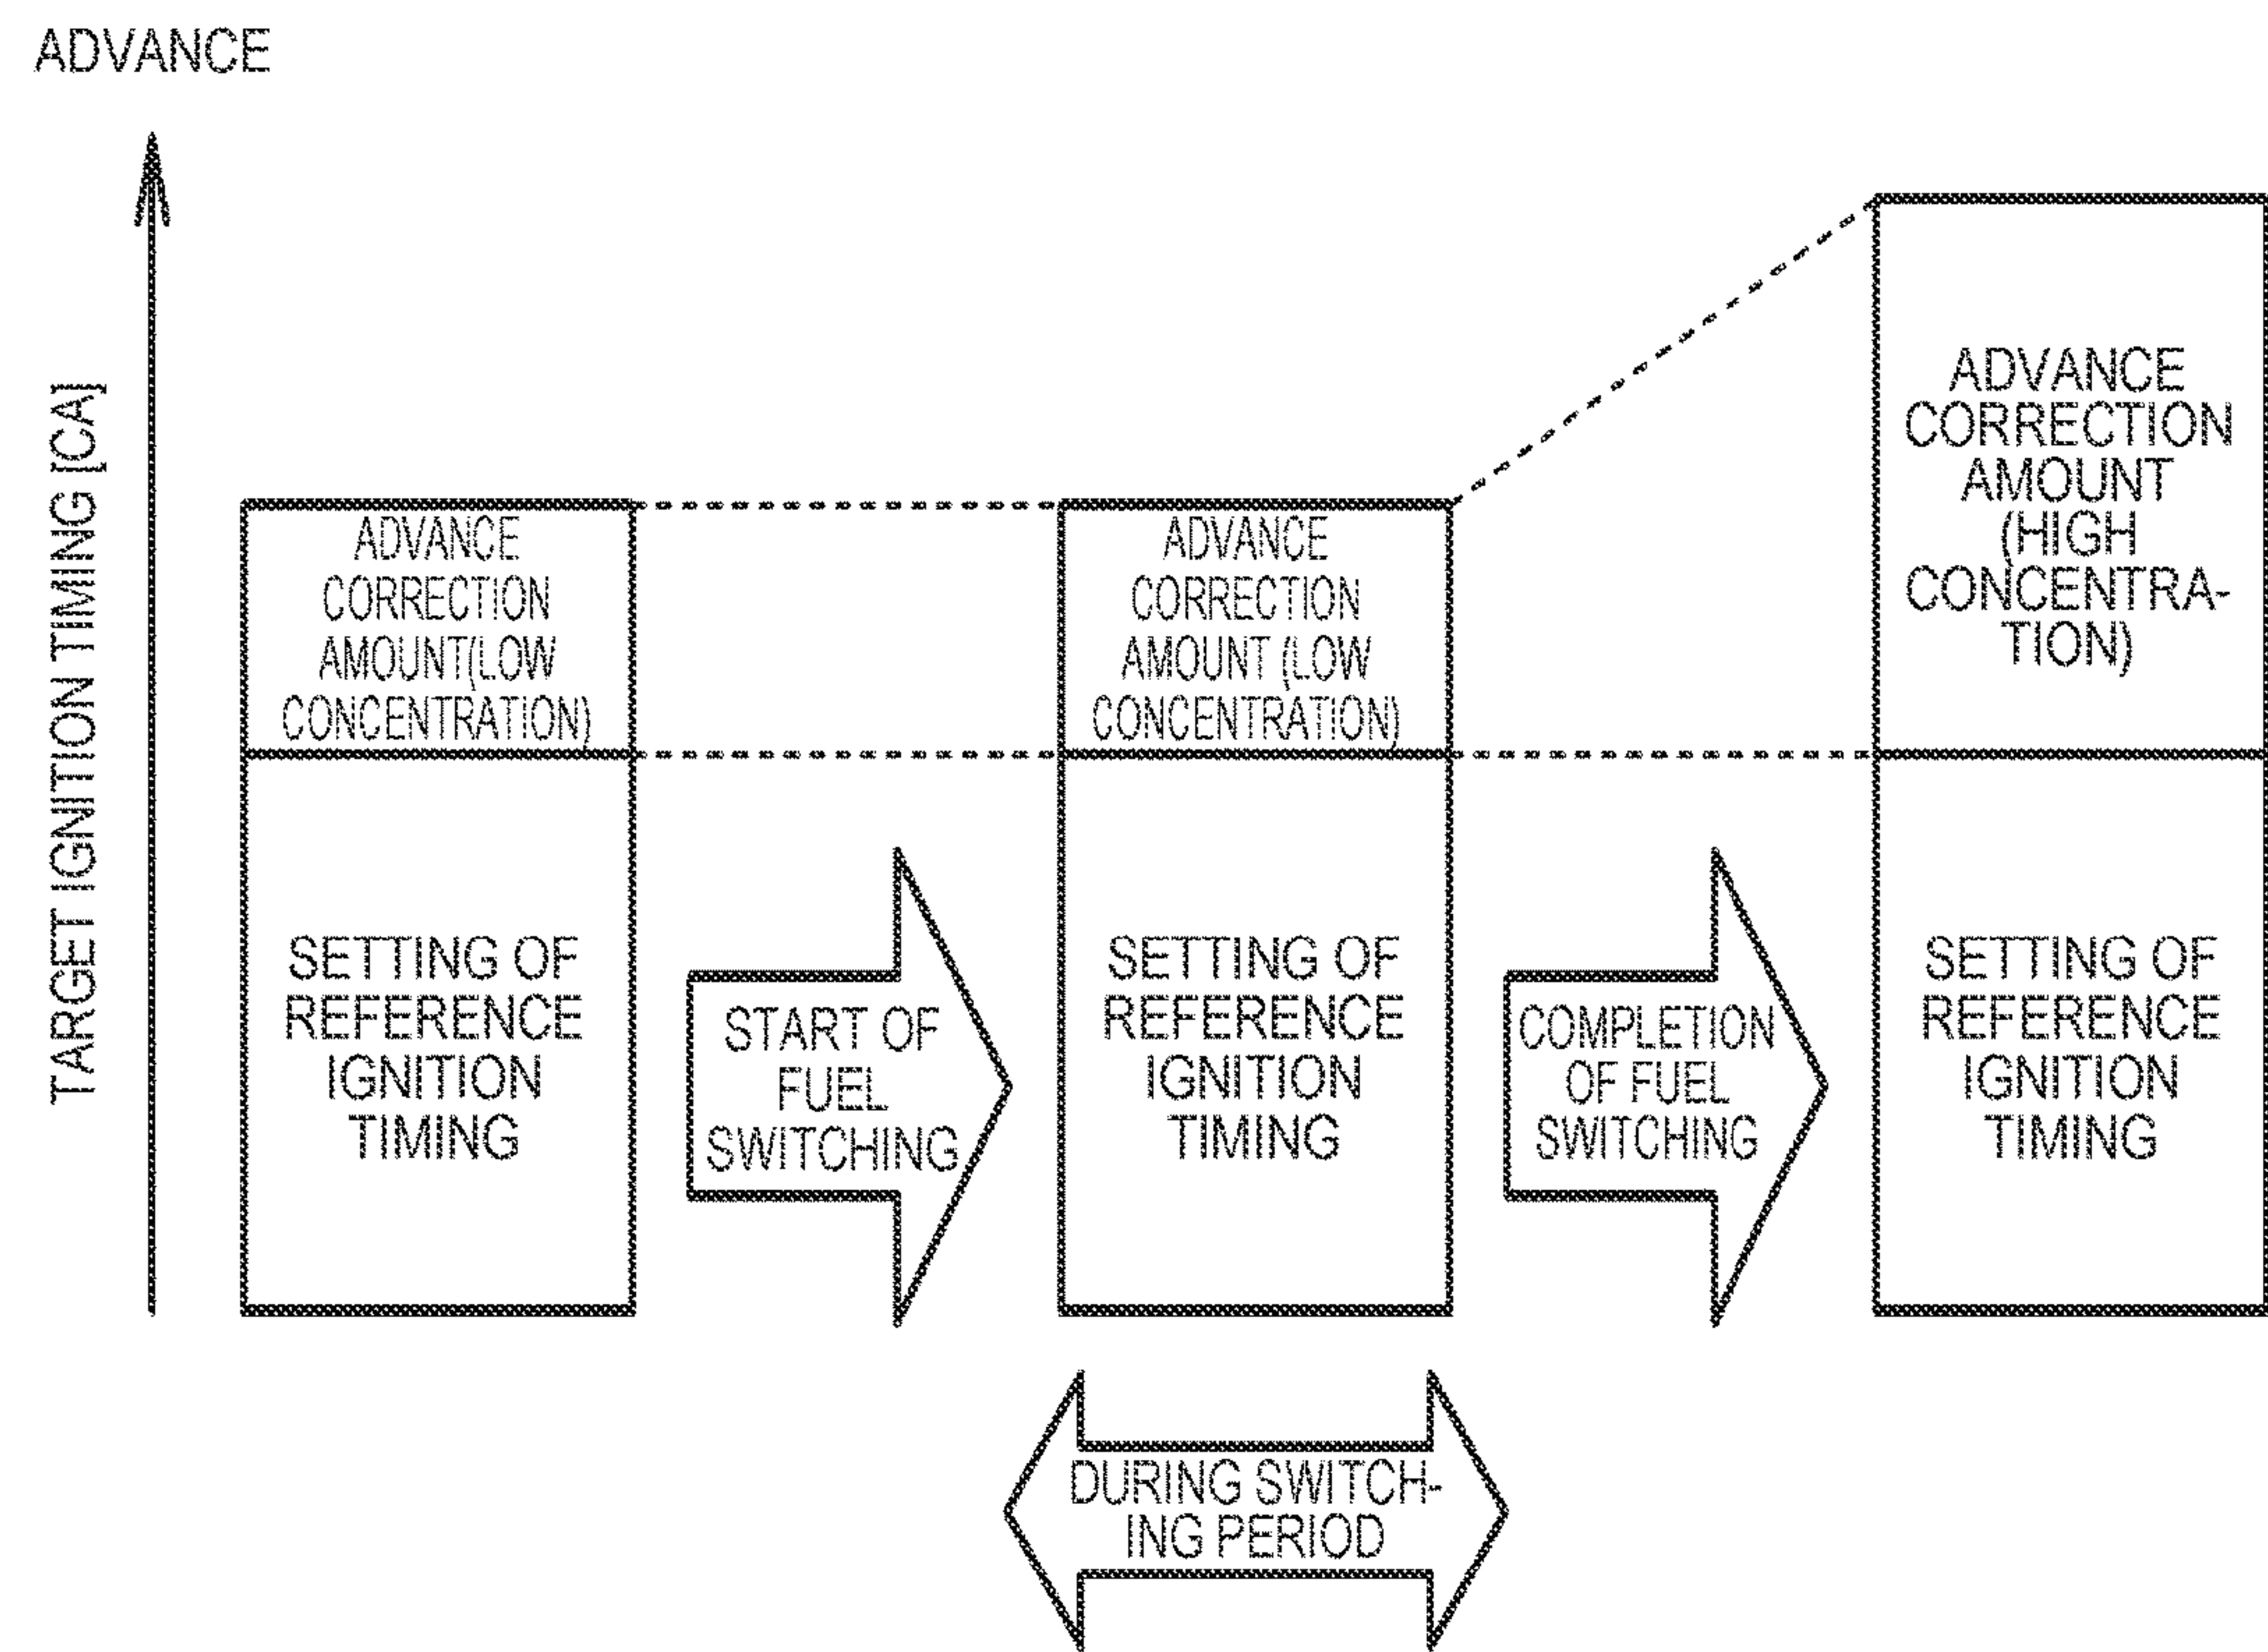 ADVANCE
TARGET IGNITION TIMING [CA]
ADVANCE
CORRECTION
AMOUNT(LOW
CONCENTRATION)
SETTING OF
REFERENCE
IGNITION
TIMING
START OF
FUEL
SWITCHING
ADVANCE
CORRECTION
AMOUNT (LOW
CONCENTRATION)
SETTING OF
REFERENCE
IGNITION
TIMING
COMPLETION
OF FUEL
SWITCHING
ADVANCE
CORRECTION
AMOUNT
(HIGH
CONCENTRA-
TION)
SETTING OF
REFERENCE
IGNITION
TIMING
DURING SWITCH-
ING PERIOD